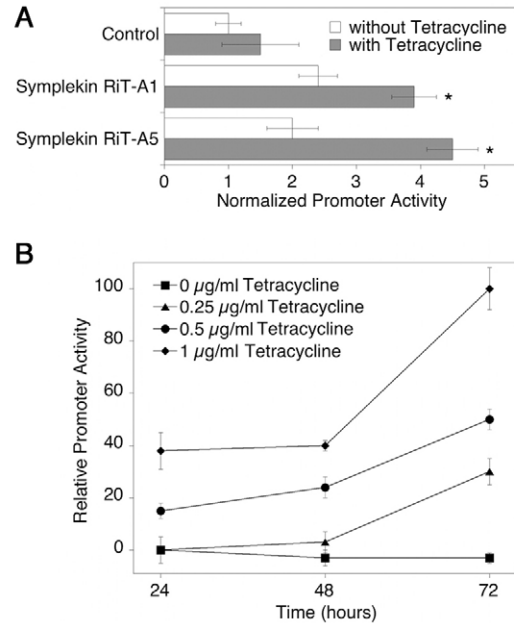 A
Control
without Tetracycline
with Tetracycline
Symplekin RiT-A1
*
Symplekin RiT-A5
*
0 1 2 3 4 5
Normalized Promoter Activity
B
0 µg/ml Tetracycline
0.25 µg/ml Tetracycline
0.5 µg/ml Tetracycline
1 µg/ml Tetracycline
Relative Promoter Activity
100
80
60
40
20
0
24 48 72
Time (hours)